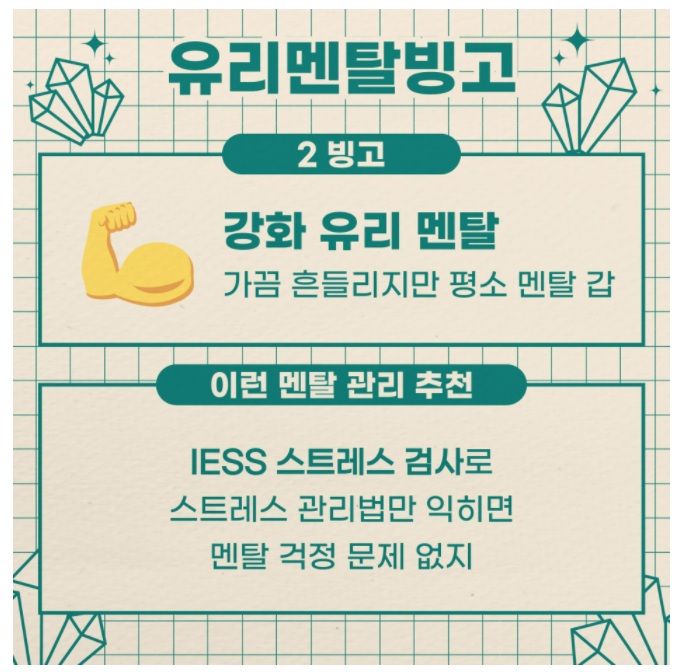 유리멘탈빙고
2 빙고
강화 유리 멘탈
가끔 흔들리지만 평소 멘탈 갑
이런 멘탈 관리 추천
IESS 스트레스 검사로
스트레스 관리법만 익히면
멘탈 걱정 문제 없지